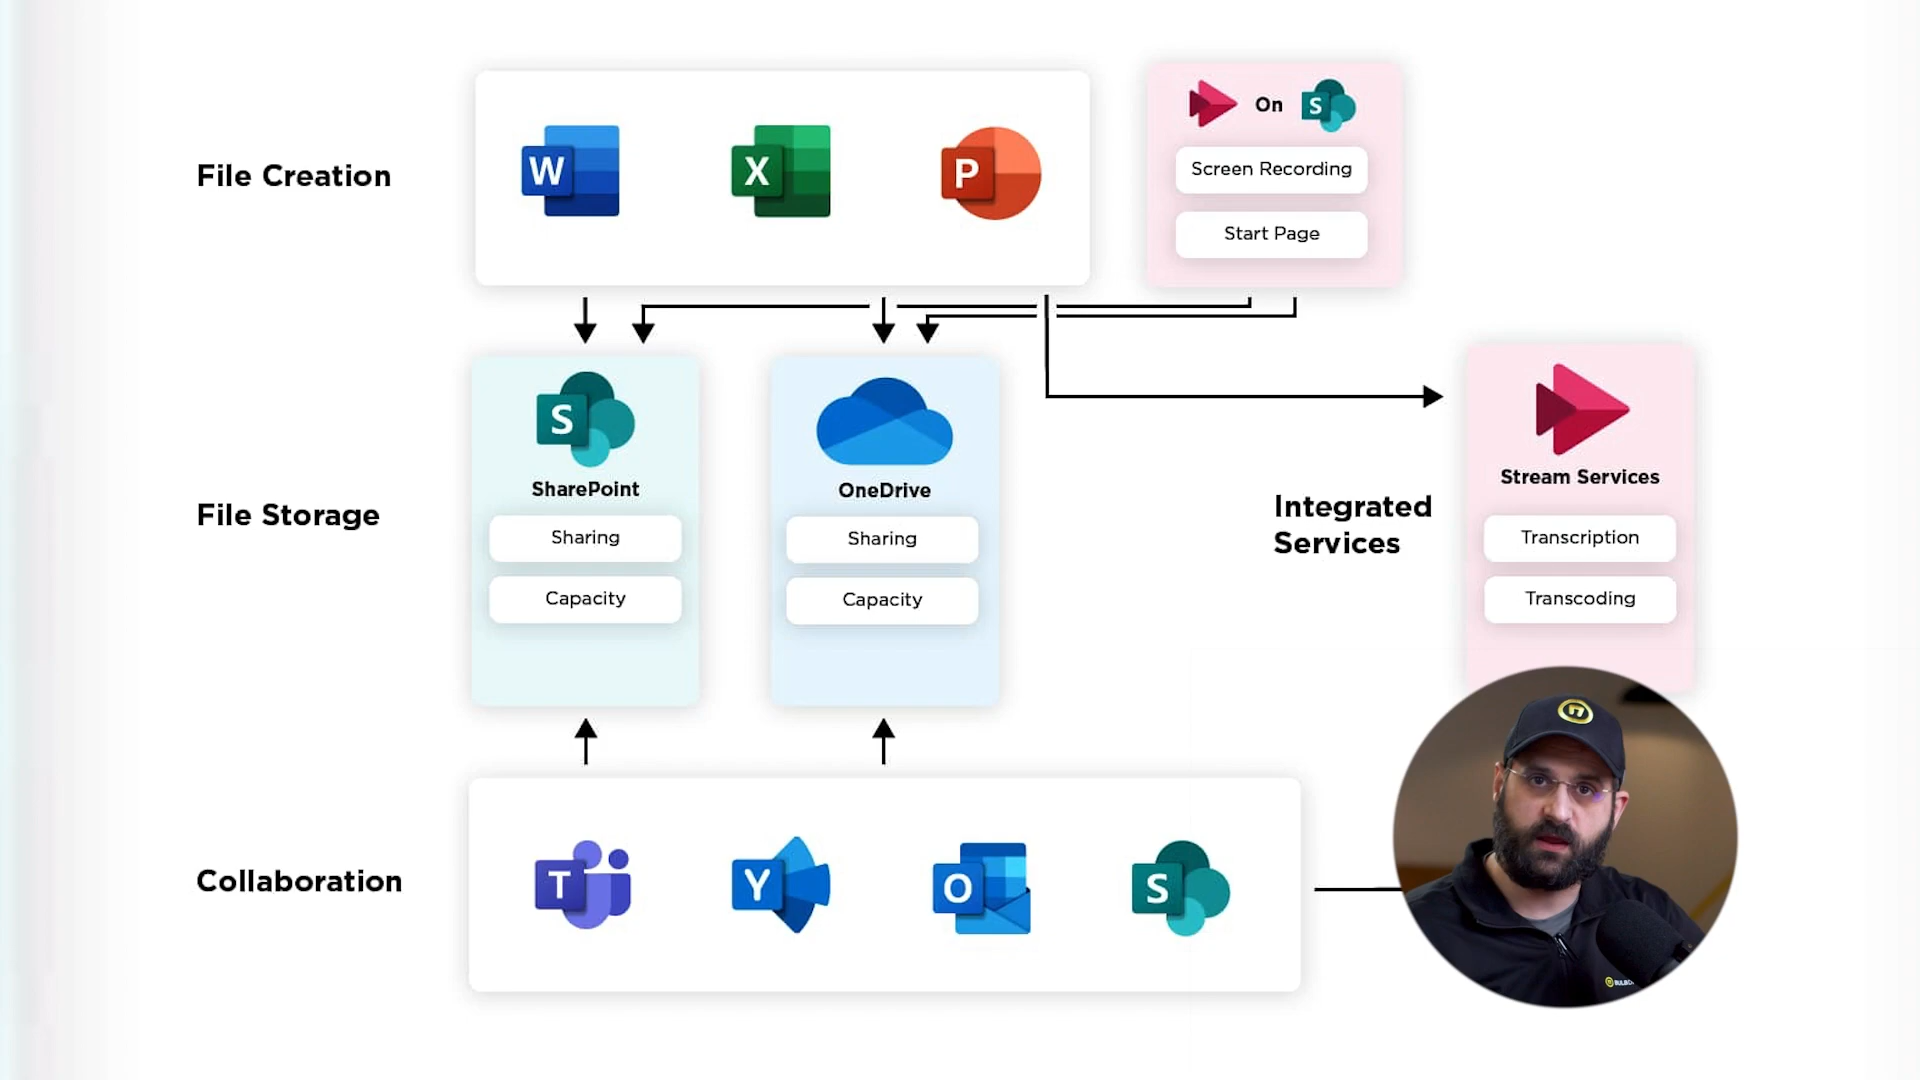 On
S
File Creation
W
X
P
Screen Recording
Start Page
S
SharePoint
OneDrive
Stream Services
File Storage
Sharing
Sharing
Integrated
Services
Transcription
Capacity
Capacity
Transcoding
Collaboration
T
Y
O
S